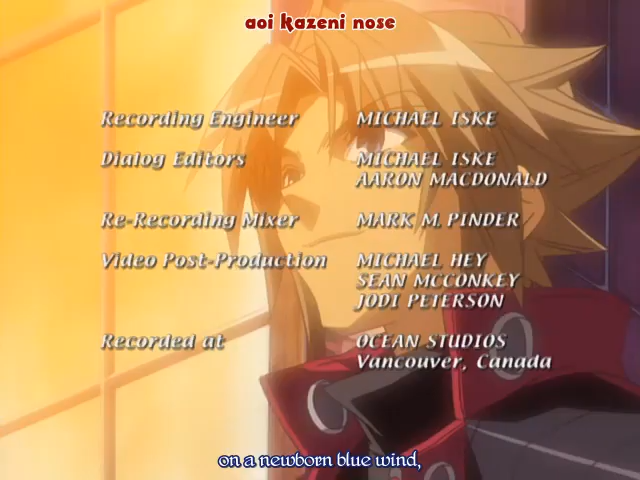 aoi kazeni nose
Recording Engineer MICHAEL ISKE
Dialog Editors MICHAEL ISKE
AARON MACDONALD
Re-Recording Mixer MARK M. PINDER
Video Post-Production MICHAEL HEY
SEAN MCCONKEY
JODI PETERSON
Recorded at OCEAN STUDIOS
Vancouver, Canada
on a newborn blue wind,